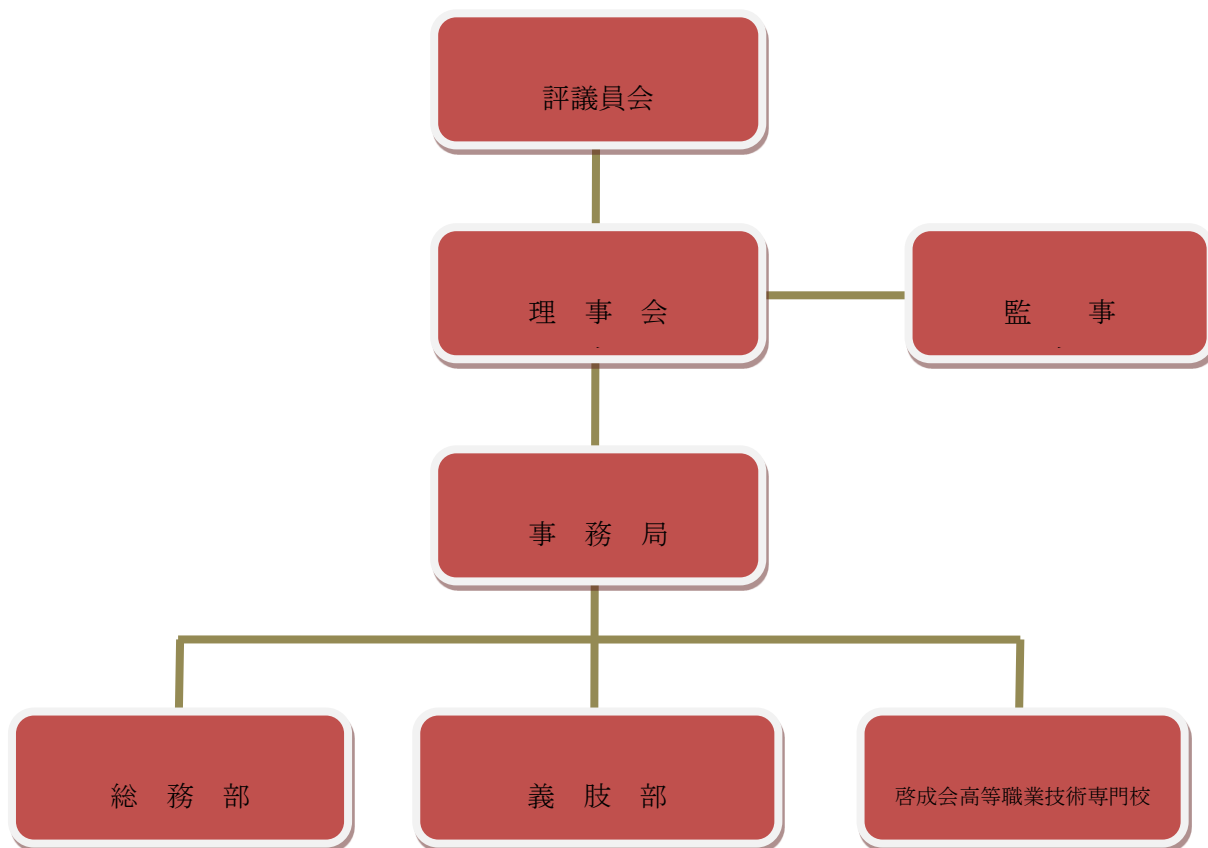 評議員会
理　事　会
監　　事
事　務　局
総　務　部
義　肢　部
啓成会高等職業技術専門校